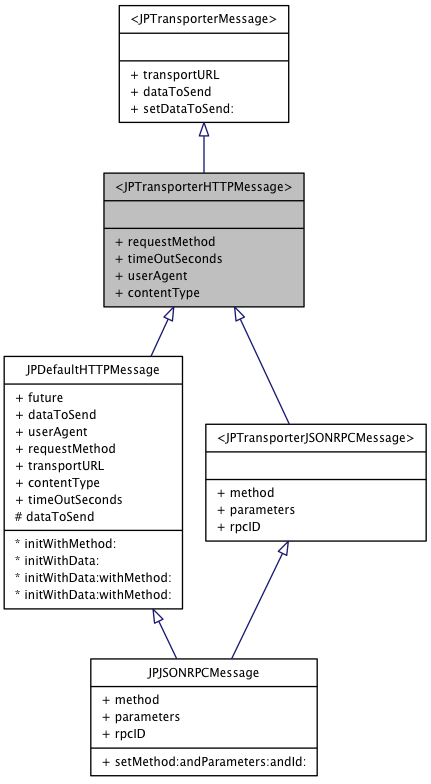 <JPTransporterMessage>
+ transportURL
+ dataToSend
+ setDataToSend:
<JPTransporterHTTPMessage>
+ requestMethod
+ timeOutSeconds
+ userAgent
+ contentType
JPDefaultHTTPMessage
+ future
+ dataToSend
+ userAgent
+ requestMethod
+ transportURL
+ contentType
+ timeOutSeconds
# dataToSend
* initWithMethod:
* initWithData:
* initWithData:withMethod:
* initWithData:withMethod:
<JPTransporterJSONRPCMessage>
+ method
+ parameters
+ rpcID
JPJSONRPCMessage
+ method
+ parameters
+ rpcID
+ setMethod:andParameters:andId: